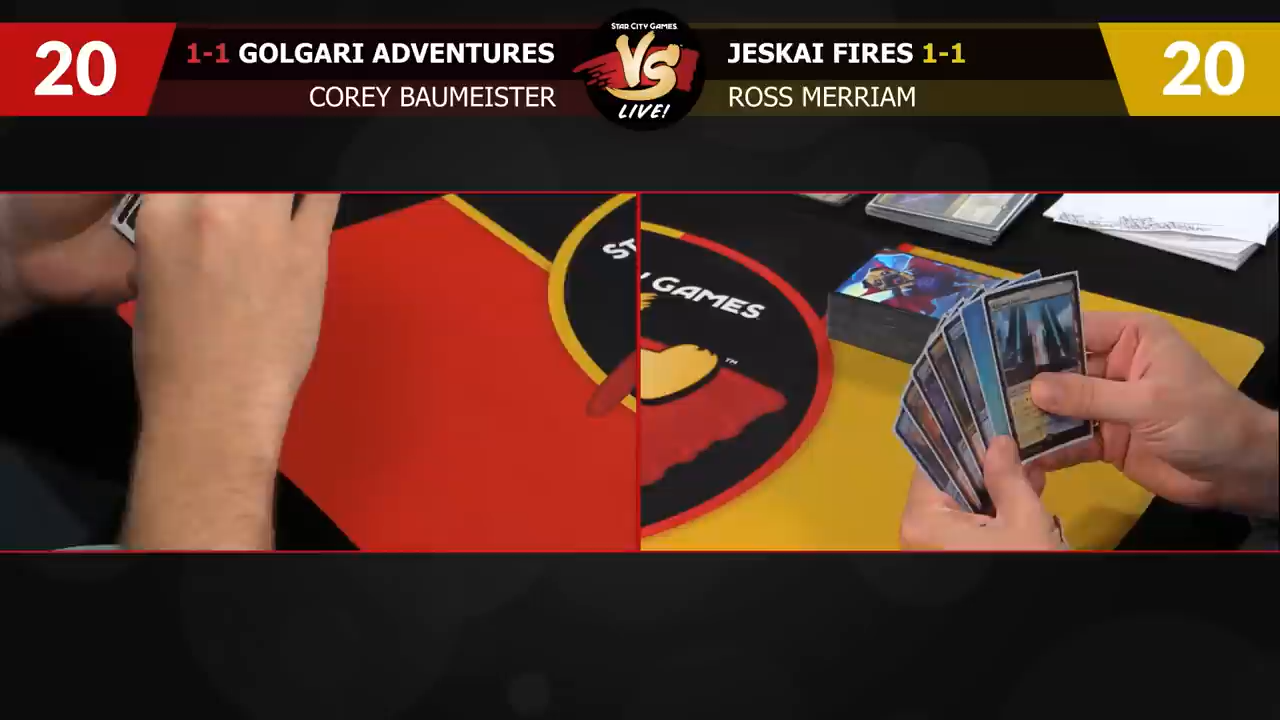 20
1-1 GOLGARI ADVENTURES
COREY BAUMEISTER
STAR CITY GAMES
VS
LIVE!
JESKAI FIRES 1-1
ROSS MERRIAM
20
GAMES
TM